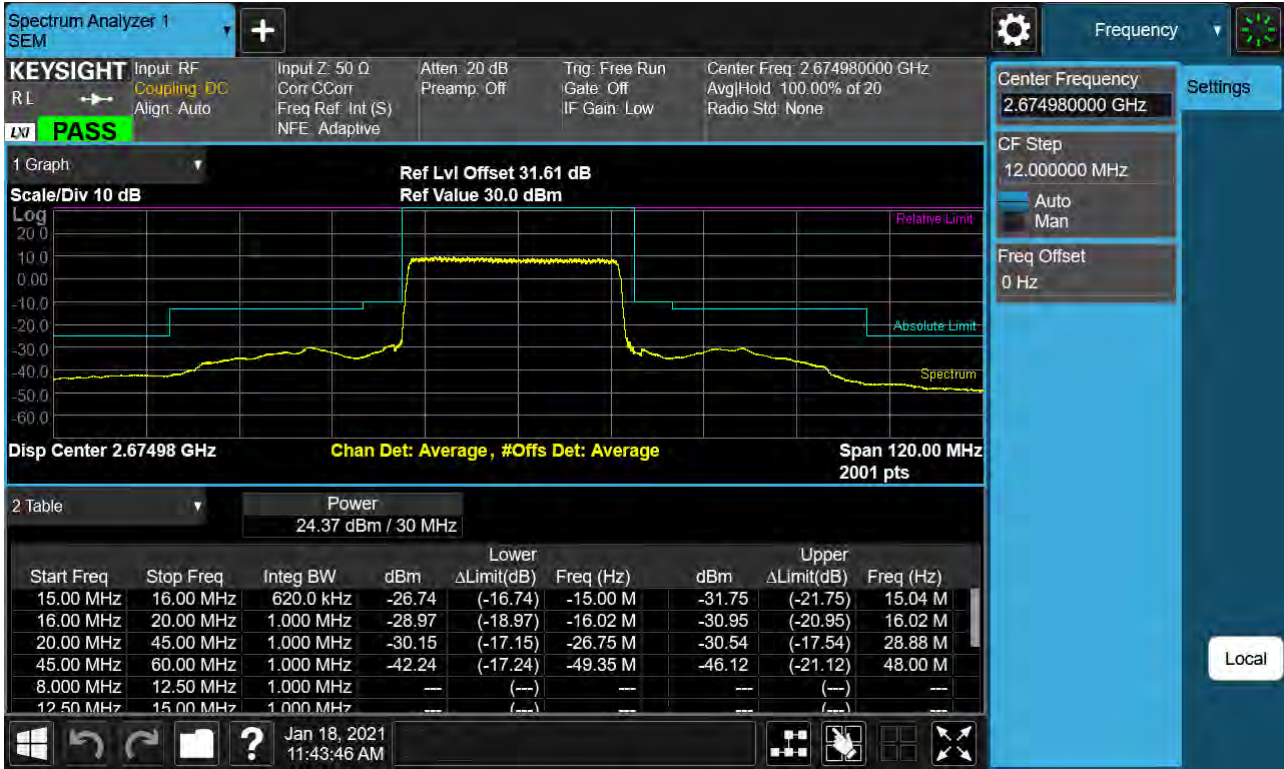 Spectrum Analyzer 1
SEM
Frequency
KEYSIGHT Input: RF Input Z: 50 Ω Atten: 20 dB Trig: Free Run Center Freq: 2.674980000 GHz
RL Coupling: DC Corr CCorr Preamp: Off Gate: Off Avg|Hold: 100.00% of 20
Align: Auto Freq Ref: Int (S) IF Gain: Low Radio Std: None
LXI PASS NFE: Adaptive
1 Graph
Ref Lvl Offset 31.61 dB
Scale/Div 10 dB Ref Value 30.0 dBm
Log
Relative Limit
20.0
10.0
0.00
-10.0
-20.0
Absolute Limit
-30.0
-40.0
Spectrum
-50.0
-60.0
Disp Center 2.67498 GHz Chan Det: Average, #Offs Det: Average Span 120.00 MHz
2001 pts
2 Table
Power
24.37 dBm / 30 MHz
Lower Upper
Start Freq Stop Freq Integ BW dBm ΔLimit(dB) Freq (Hz) dBm ΔLimit(dB) Freq (Hz)
15.00 MHz 16.00 MHz 620.0 kHz -26.74 (-16.74) -15.00 M -31.75 (-21.75) 15.04 M
16.00 MHz 20.00 MHz 1.000 MHz -28.97 (-18.97) -16.02 M -30.95 (-20.95) 16.02 M
20.00 MHz 45.00 MHz 1.000 MHz -30.15 (-17.15) -26.75 M -30.54 (-17.54) 28.88 M
45.00 MHz 60.00 MHz 1.000 MHz -42.24 (-17.24) -49.35 M -46.12 (-21.12) 48.00 M
8.000 MHz 12.50 MHz 1.000 MHz --- (---) --- --- (---) ---
12.50 MHz 15.00 MHz 1.000 MHz --- (---) --- --- (---) ---
Center Frequency
2.674980000 GHz
Settings
CF Step
12.000000 MHz
Auto
Man
Freq Offset
0 Hz
Local
? Jan 18, 2021
11:43:46 AM